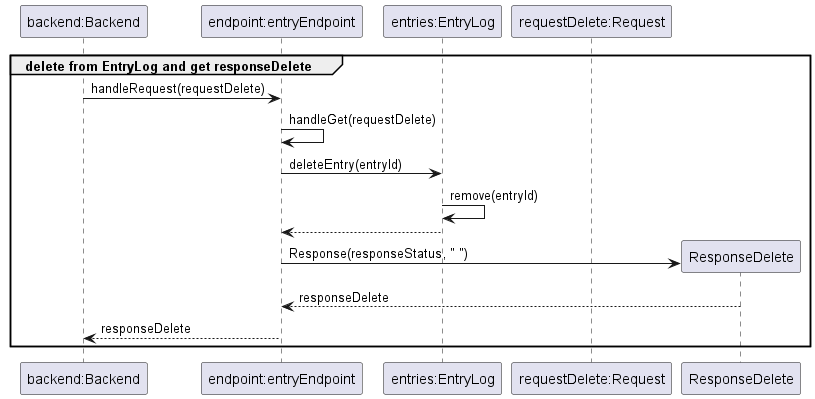 backend:Backend
endpoint:entryEndpoint
entries:EntryLog
requestDelete:Request
delete from EntryLog and get responseDelete
handleRequest(requestDelete)
handleGet(requestDelete)
deleteEntry(entryId)
remove(entryId)
Response(responseStatus, " ")
ResponseDelete
responseDelete
responseDelete
backend:Backend
endpoint:entryEndpoint
entries:EntryLog
requestDelete:Request
ResponseDelete